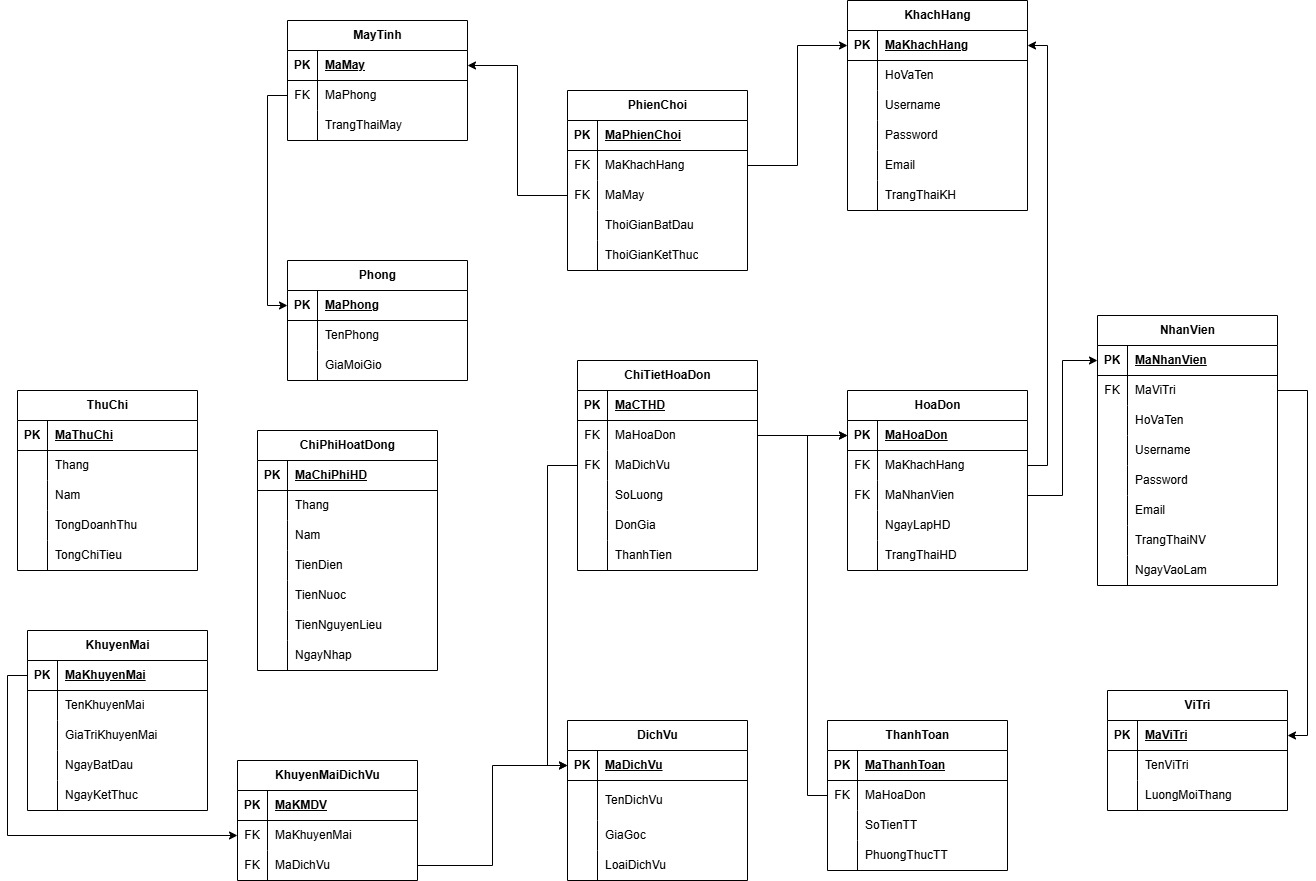 MayTinh
PK MaMay
FK MaPhong
TrangThaiMay
PhienChoi
PK MaPhienChoi
FK MaKhachHang
FK MaMay
ThoiGianBatDau
ThoiGianKetThuc
KhachHang
PK MaKhachHang
HoVaTen
Username
Password
Email
TrangThaiKH
Phong
PK MaPhong
TenPhong
GiaMoiGio
ThuChi
PK MaThuChi
Thang
Nam
TongDoanhThu
TongChiTieu
ChiPhiHoatDong
PK MaChiPhiHD
Thang
Nam
TienDien
TienNuoc
TienNguyenLieu
NgayNhap
ChiTietHoaDon
PK MaCTHD
FK MaHoaDon
FK MaDichVu
SoLuong
DonGia
ThanhTien
HoaDon
PK MaHoaDon
FK MaKhachHang
FK MaNhanVien
NgayLapHD
TrangThaiHD
NhanVien
PK MaNhanVien
FK MaViTri
HoVaTen
Username
Password
Email
TrangThaiNV
NgayVaoLam
KhuyenMai
PK MaKhuyenMai
TenKhuyenMai
GiaTriKhuyenMai
NgayBatDau
NgayKetThuc
KhuyenMaiDichVu
PK MaKMDV
FK MaKhuyenMai
FK MaDichVu
DichVu
PK MaDichVu
TenDichVu
GiaGoc
LoaiDichVu
ThanhToan
PK MaThanhToan
FK MaHoaDon
SoTienTT
PhuongThucTT
ViTri
PK MaViTri
TenViTri
LuongMoiThang